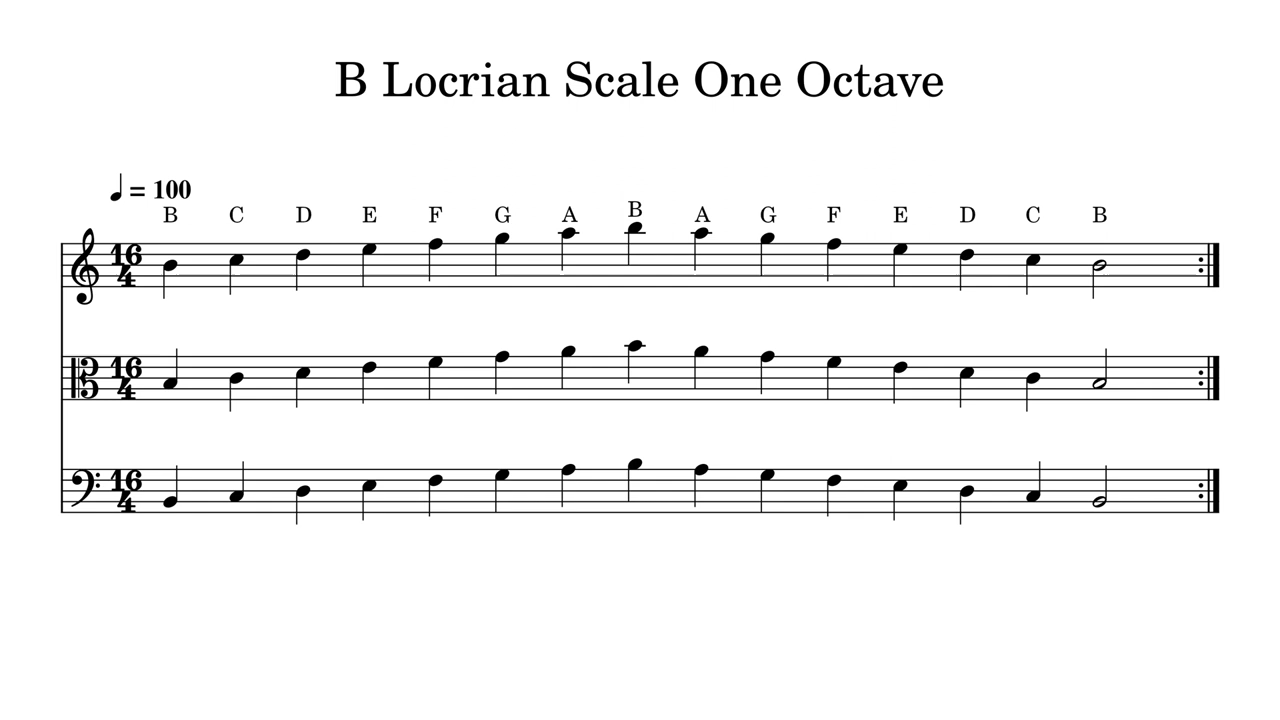 B Locrian Scale One Octave
♩ = 100
B C D E F G A B A G F E D C B
16
4
16
4
16
4